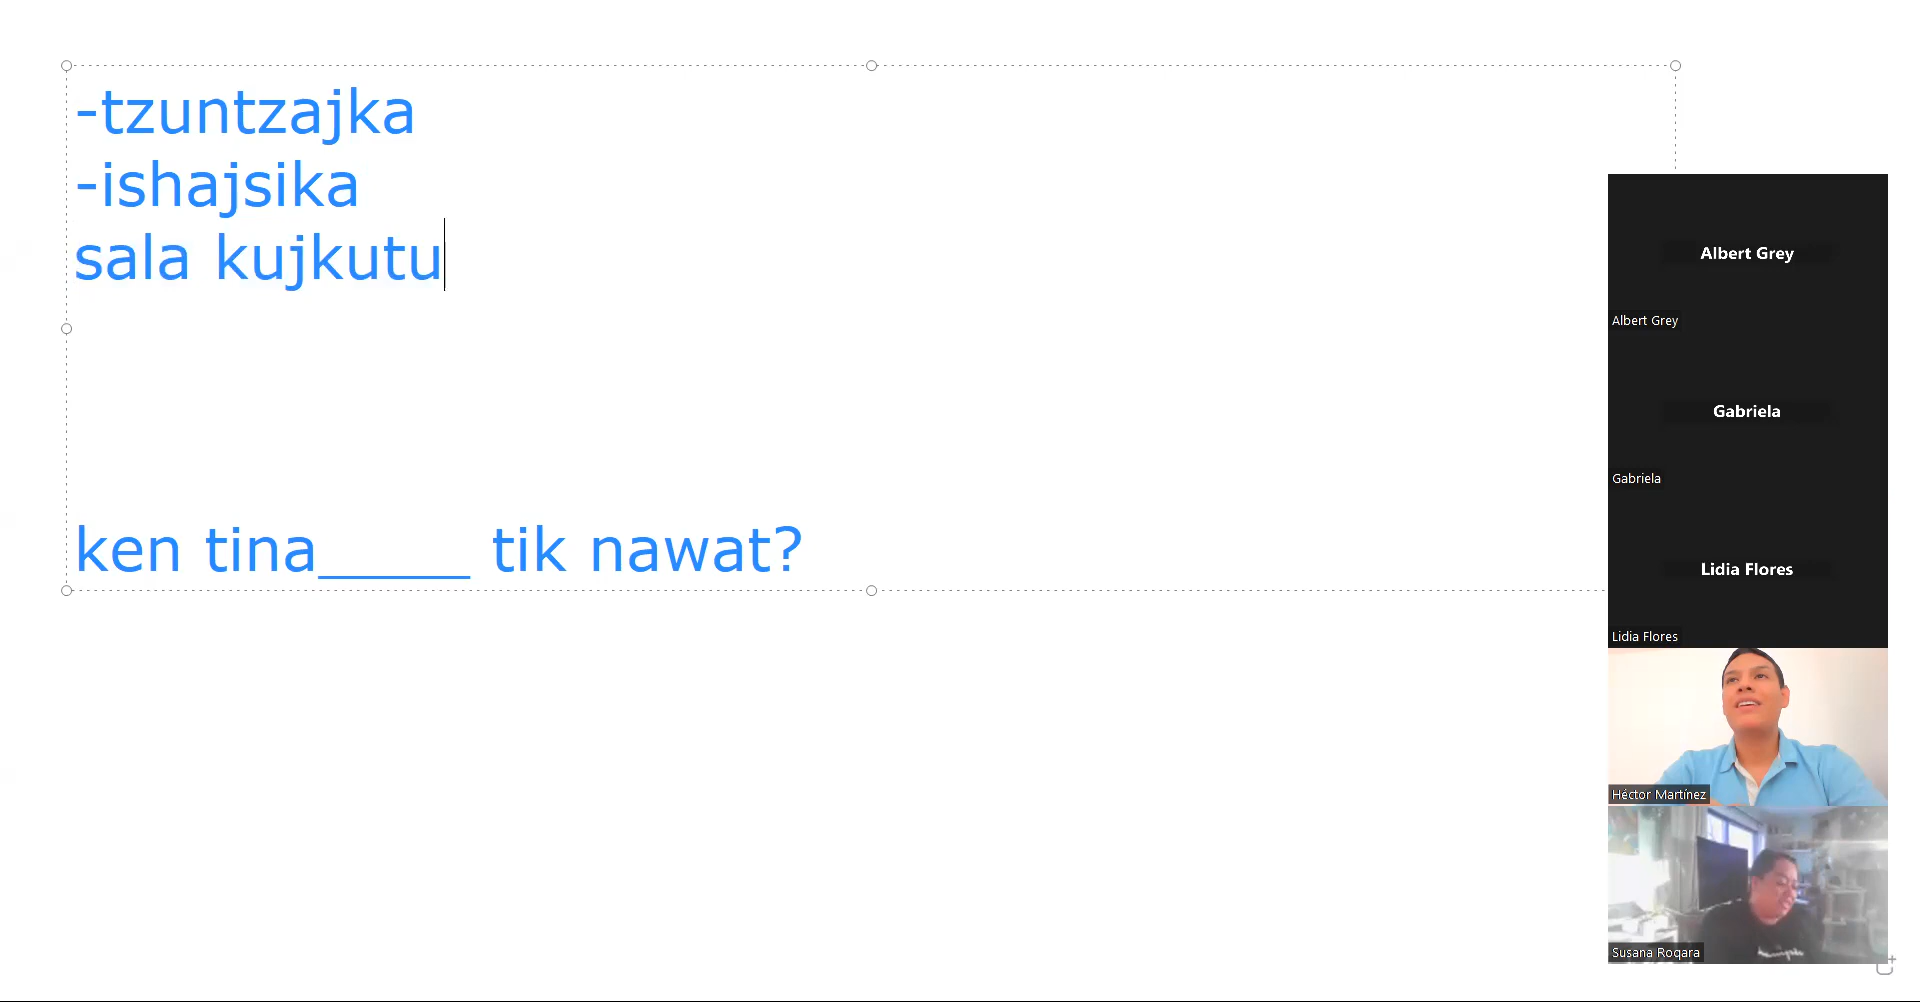 -tzuntzajka
-ishajsika
sala kujkutu
ken tina_____ tik nawat?
Albert Grey
Albert Grey
Gabriela
Gabriela
Lidia Flores
Lidia Flores
Héctor Martínez
Susana Roqara